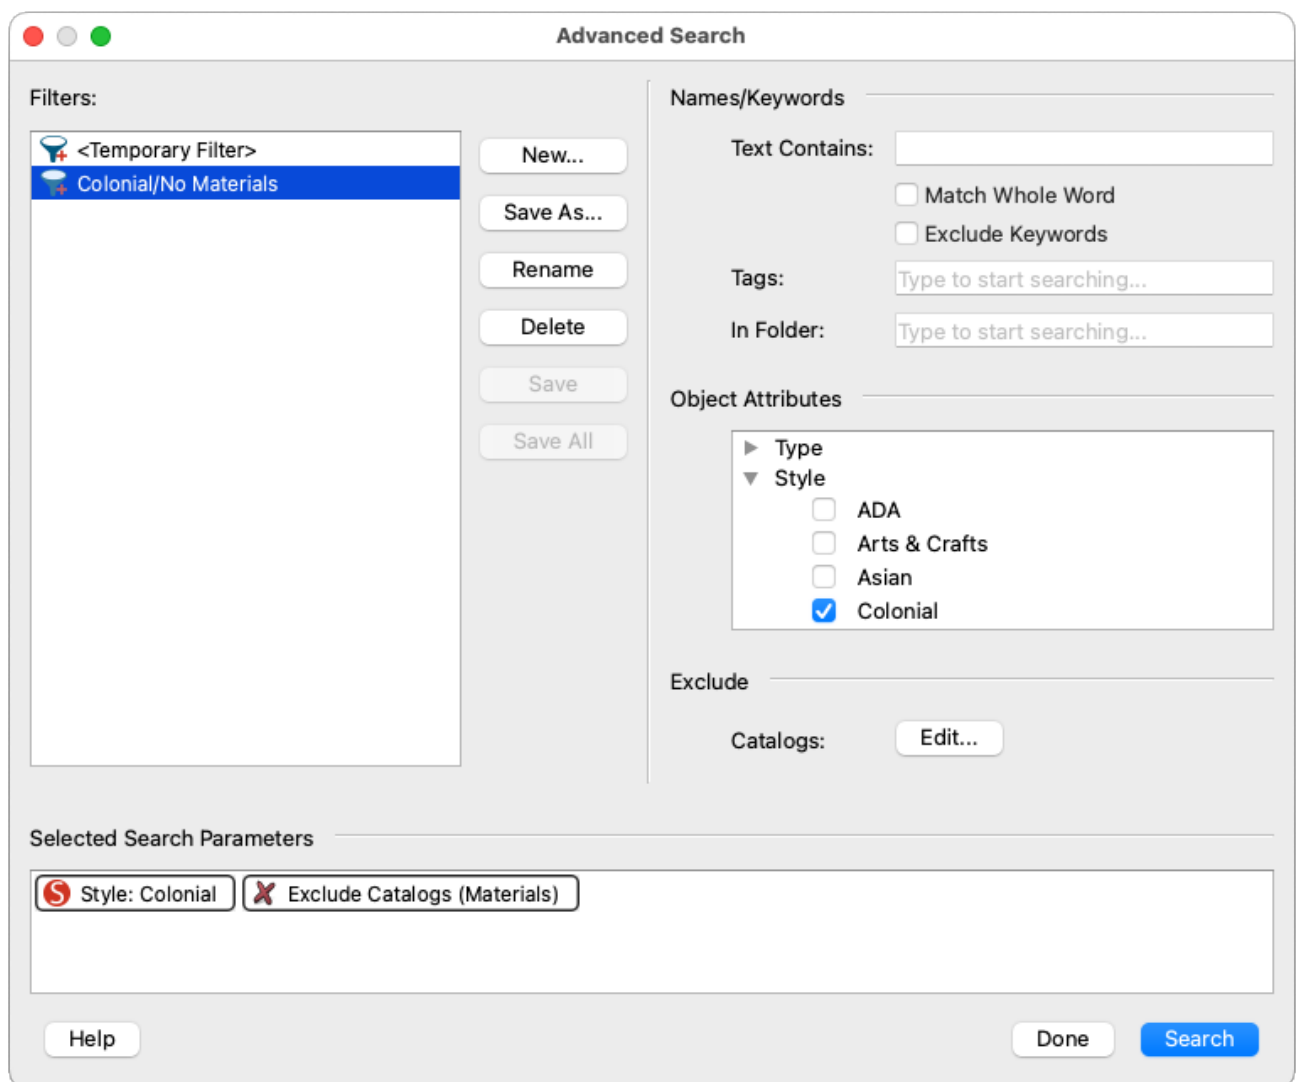 Advanced Search
Filters:
<Temporary Filter>
Colonial/No Materials
New...
Save As...
Rename
Delete
Save
Save All
Names/Keywords
Text Contains:
Match Whole Word
Exclude Keywords
Tags:
Type to start searching...
In Folder:
Type to start searching...
Object Attributes
Type
Style
ADA
Arts & Crafts
Asian
Colonial
Exclude
Catalogs:
Edit...
Selected Search Parameters
S Style: Colonial
Exclude Catalogs (Materials)
Help
Done
Search